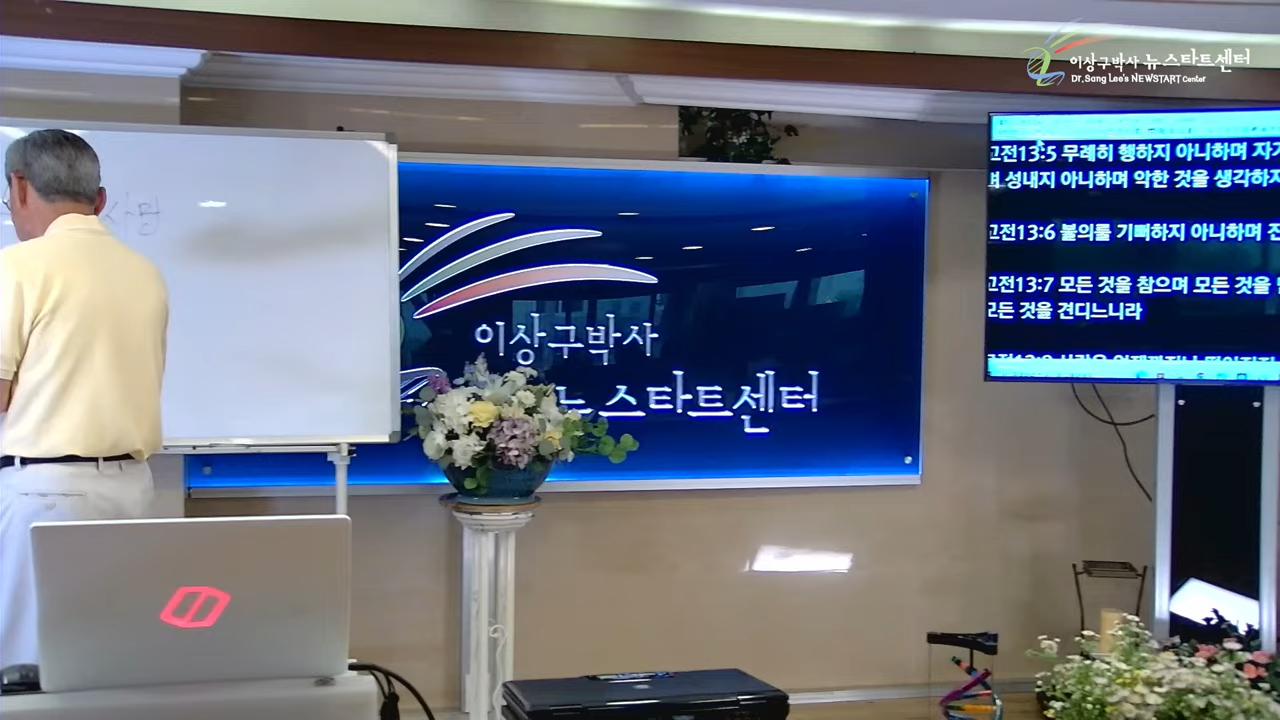 이상구박사 뉴스타트센터
Dr. Sang Lee's NEWSTART Center
사랑
이상구박사
뉴스타트센터
고전13:5 무례히 행하지 아니하며 자기
며 성내지 아니하며 악한 것을 생각하지
고전13:6 불의를 기뻐하지 아니하며 진
고전13:7 모든 것을 참으며 모든 것을
모든 것을 견디느니라